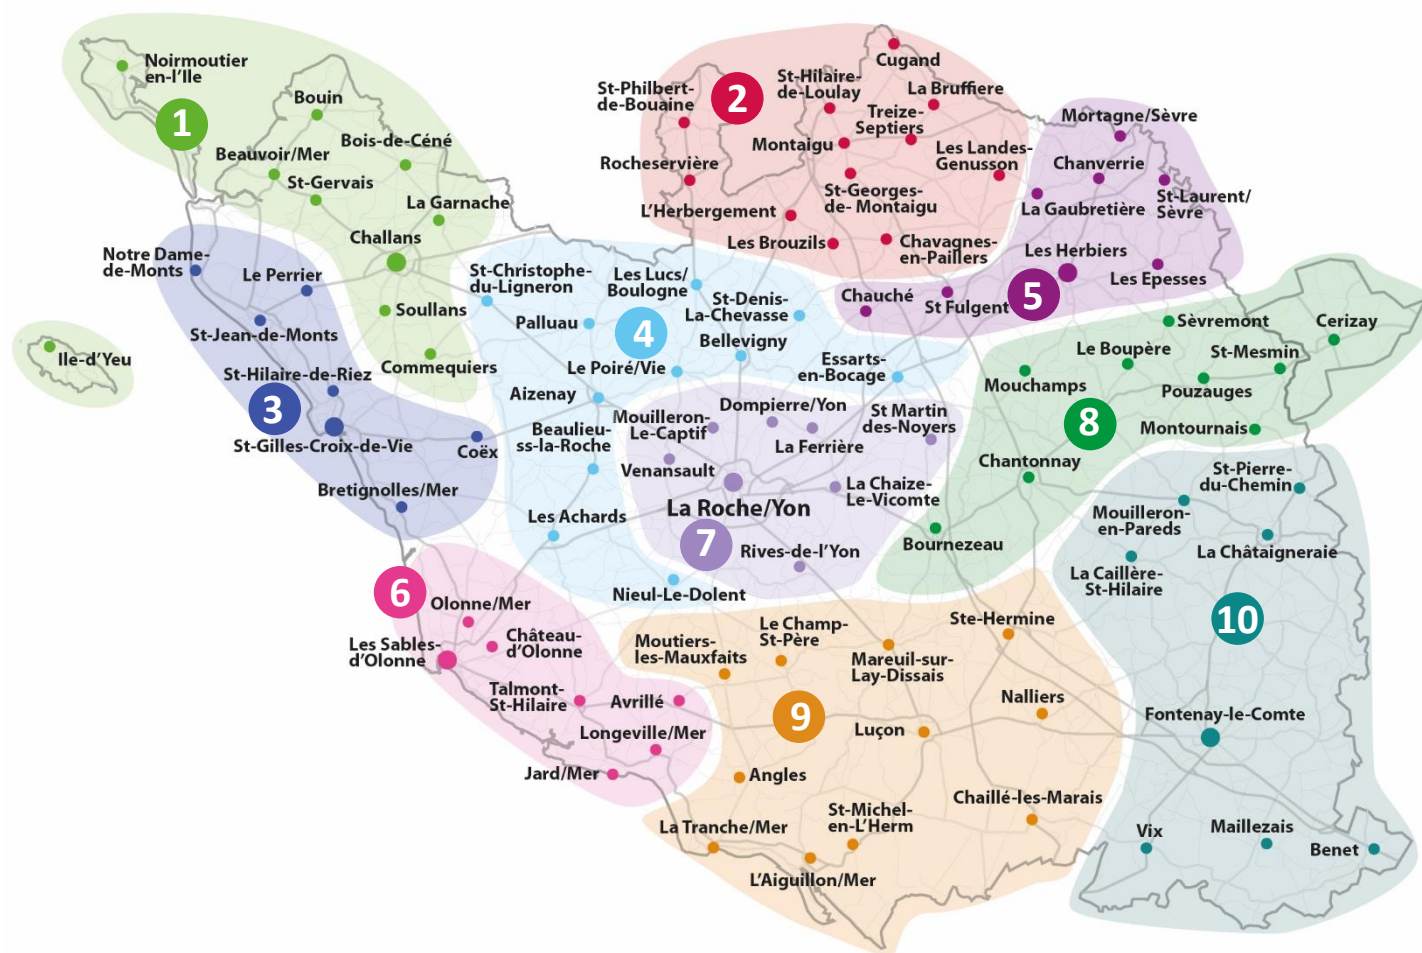 Noirmoutier
en-l'Ile
1
Bouin
Bois-de-Céné
Beauvoir/Mer
St-Gervais
La Garnache
Challans
Soullans
Commequiers
Ile-d'Yeu
St-Philbert-
de-Bouaine
2
St-Hilaire-
de-Loulay
Cugand
La Bruffiere
Treize-
Septiers
Montaigu
Les Landes-
Genusson
Rocheservière
St-Georges-
de- Montaigu
L'Herbergement
Les Brouzils
Chavagnes-
en-Paillers
Notre Dame-
de-Monts
Le Perrier
St-Jean-de-Monts
St-Hilaire-de-Riez
3
St-Gilles-Croix-de-Vie
Coëx
Bretignolles/Mer
St-Christophe-
du-Ligneron
Les Lucs/
Boulogne
St-Denis-
La-Chevasse
Palluau
4
Bellevigny
Le Poiré/Vie
Essarts-
en-Bocage
Aizenay
Beaulieu-
ss-la-Roche
Les Achards
Nieul-Le-Dolent
Mortagne/Sèvre
Chanverrie
St-Laurent/
Sèvre
La Gaubretière
Les Herbiers
Les Epesses
5
Chauché
St Fulgent
6
Olonne/Mer
Château-
d'Olonne
Les Sables-
d'Olonne
Talmont-
St-Hilaire
Avrillé
Longeville/Mer
Jard/Mer
Dompierre/Yon
Mouilleron-
Le-Captif
St Martin
des-Noyers
La Ferrière
Venansault
La Chaize-
Le-Vicomte
La Roche/Yon
7
Rives-de-l'Yon
Sèvremont
Cerizay
Le Boupère
St-Mesmin
Mouchamps
Pouzauges
8
Montournais
Chantonnay
Bournezeau
Le Champ-
St-Père
Ste-Hermine
Moutiers-
les-Mauxfaits
Mareuil-sur-
Lay-Dissais
Nalliers
9
Luçon
Angles
Chaillé-les-Marais
St-Michel-
en-L'Herm
La Tranche/Mer
L'Aiguillon/Mer
St-Pierre-
du-Chemin
Mouilleron-
en-Pareds
La Châtaigneraie
La Caillère-
St-Hilaire
10
Fontenay-le-Comte
Vix
Maillezais
Benet